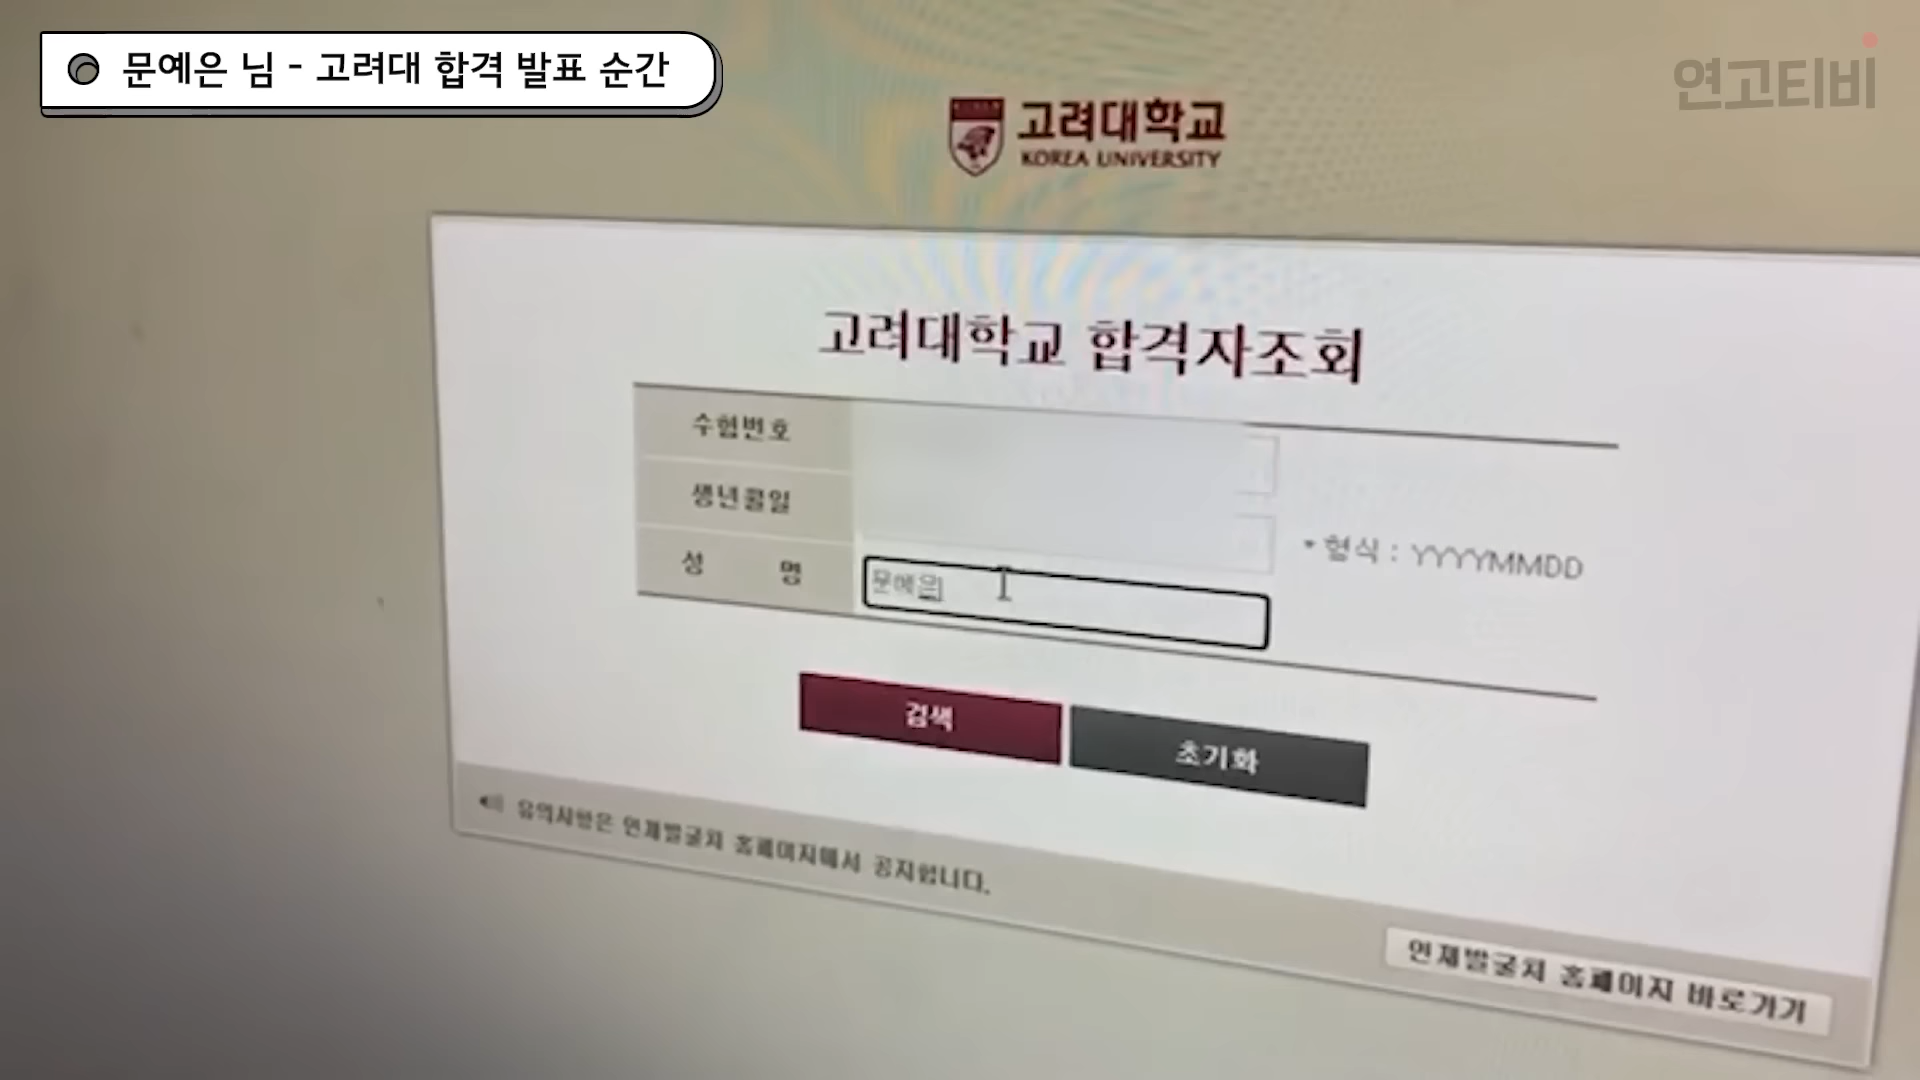 문예은 님 - 고려대 합격 발표 순간
연고티비
고려대학교
KOREA UNIVERSITY
고려대학교 합격자조회
수험번호
생년월일
* 형식 : YYYYMMDD
성 명
문예은
검색
초기화
유의사항은 인재발굴처 홈페이지에서 공지합니다.
인재발굴처 홈페이지 바로가기